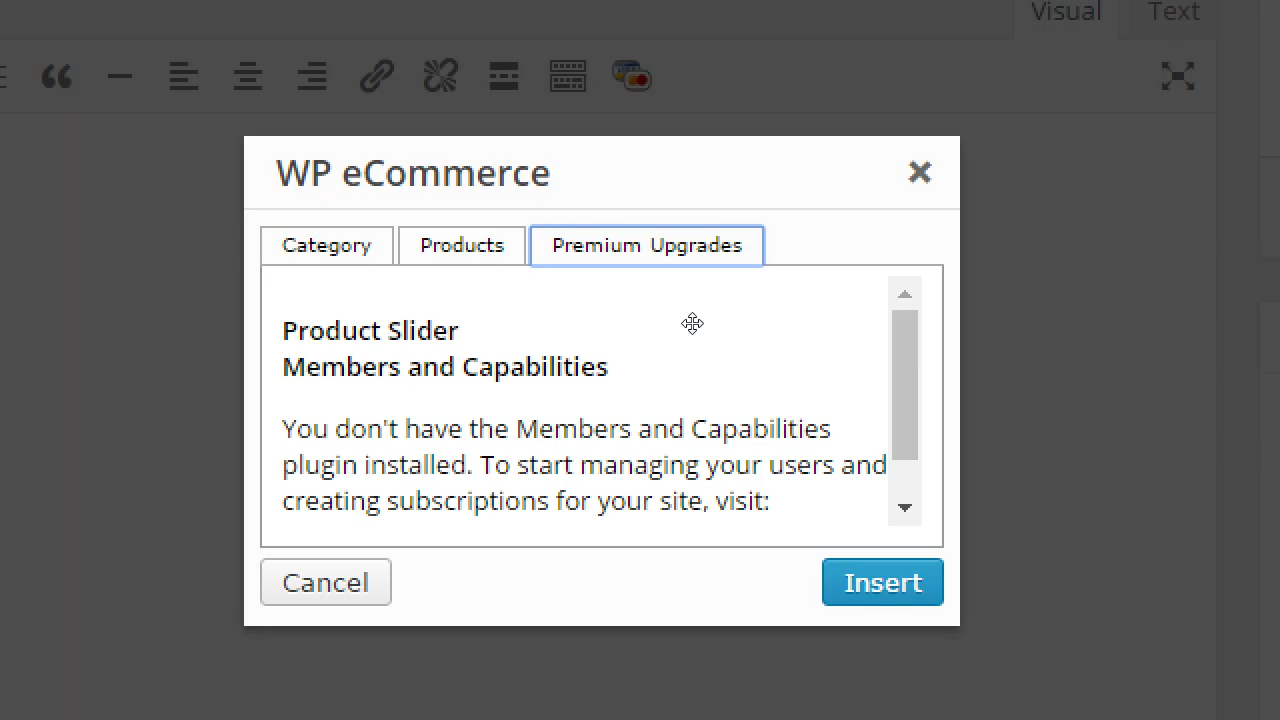 Visual Text
WP eCommerce
Category Products Premium Upgrades
Product Slider
Members and Capabilities
You don't have the Members and Capabilities
plugin installed. To start managing your users and
creating subscriptions for your site, visit:
Cancel Insert